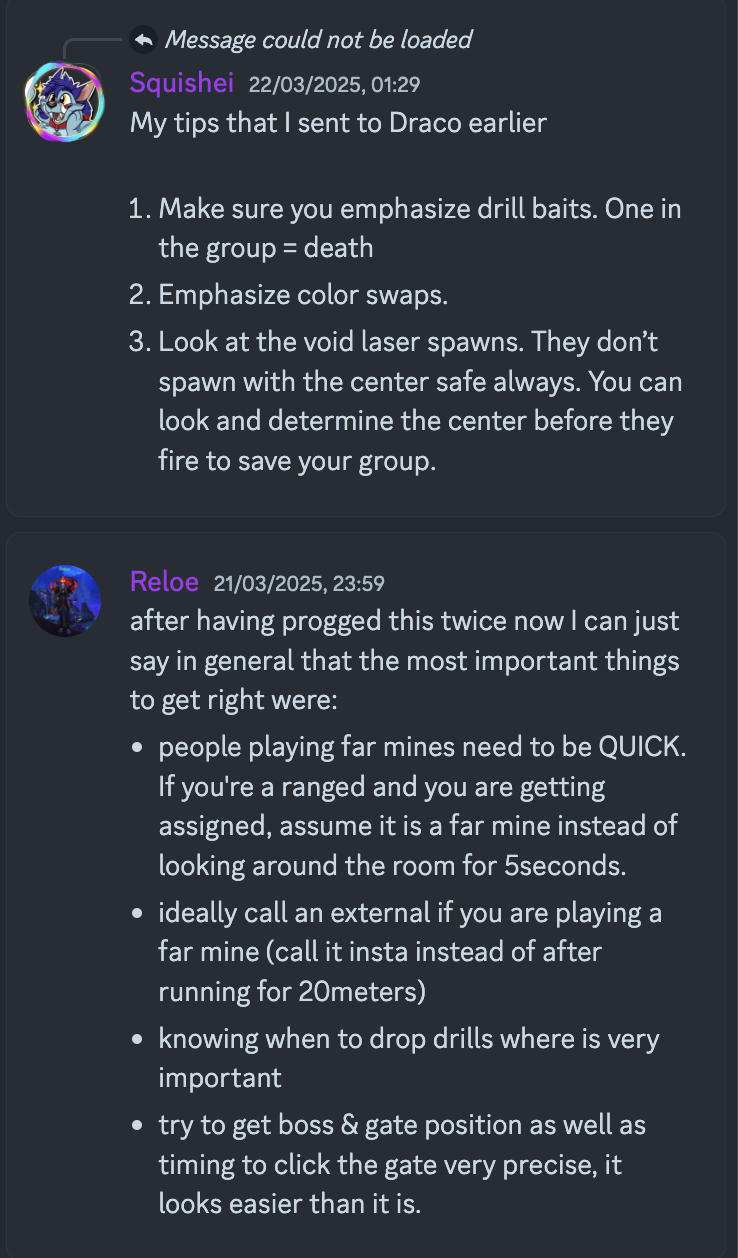 Message could not be loaded
Squishei 22/03/2025, 01:29
My tips that I sent to Draco earlier
1. Make sure you emphasize drill baits. One in
the group = death
2. Emphasize color swaps.
3. Look at the void laser spawns. They don’t
spawn with the center safe always. You can
look and determine the center before they
fire to save your group.
Reloe 21/03/2025, 23:59
after having progged this twice now I can just
say in general that the most important things
to get right were:
• people playing far mines need to be QUICK.
If you're a ranged and you are getting
assigned, assume it is a far mine instead of
looking around the room for 5seconds.
• ideally call an external if you are playing a
far mine (call it insta instead of after
running for 20meters)
• knowing when to drop drills where is very
important
• try to get boss & gate position as well as
timing to click the gate very precise, it
looks easier than it is.